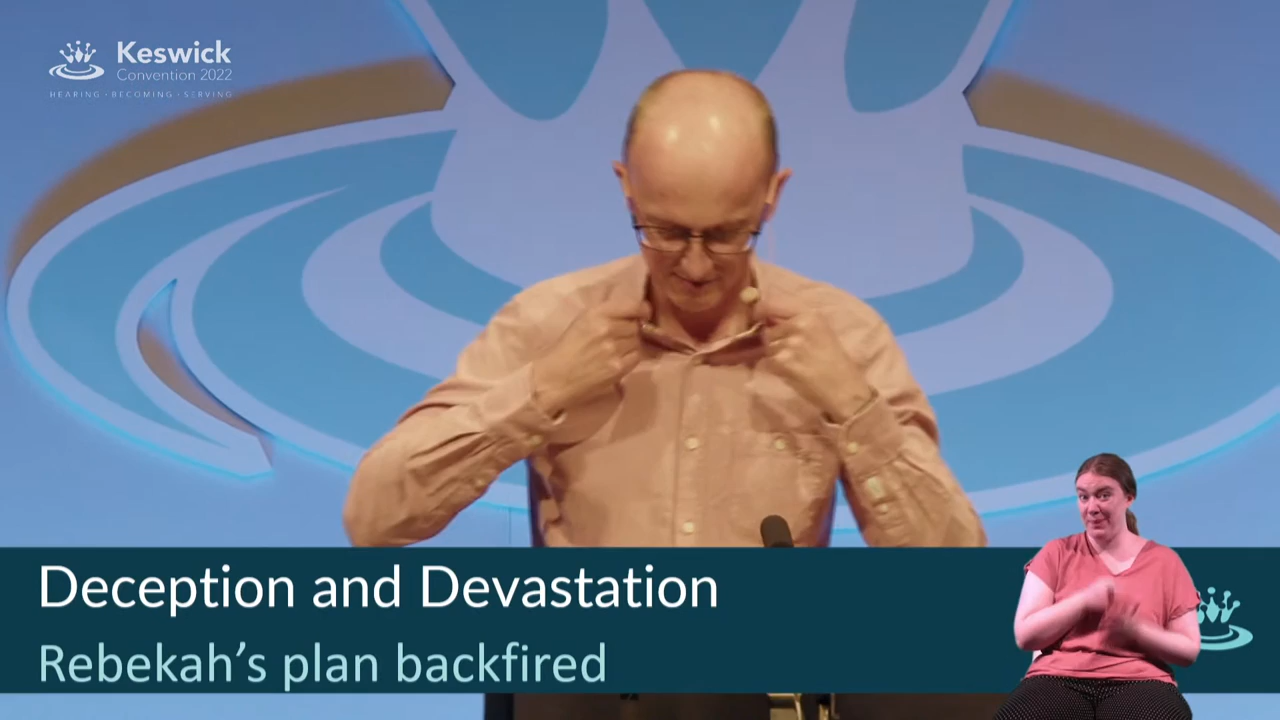 Keswick
Convention 2022
HEARING · BECOMING · SERVING
Deception and Devastation
Rebekah's plan backfired